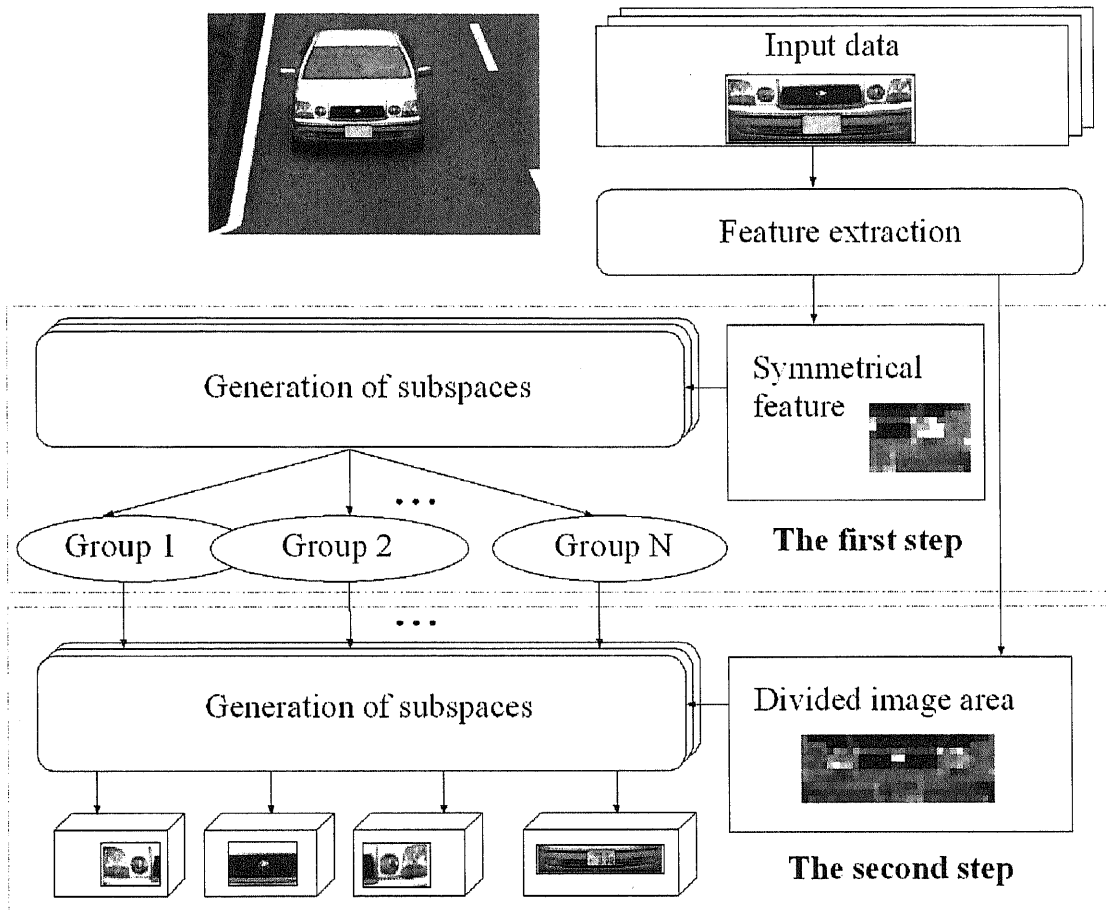 Input data
Feature extraction
Generation of subspaces
Symmetrical
feature
...
Group 1
Group 2
Group N
The first step
...
Generation of subspaces
Divided image area
The second step